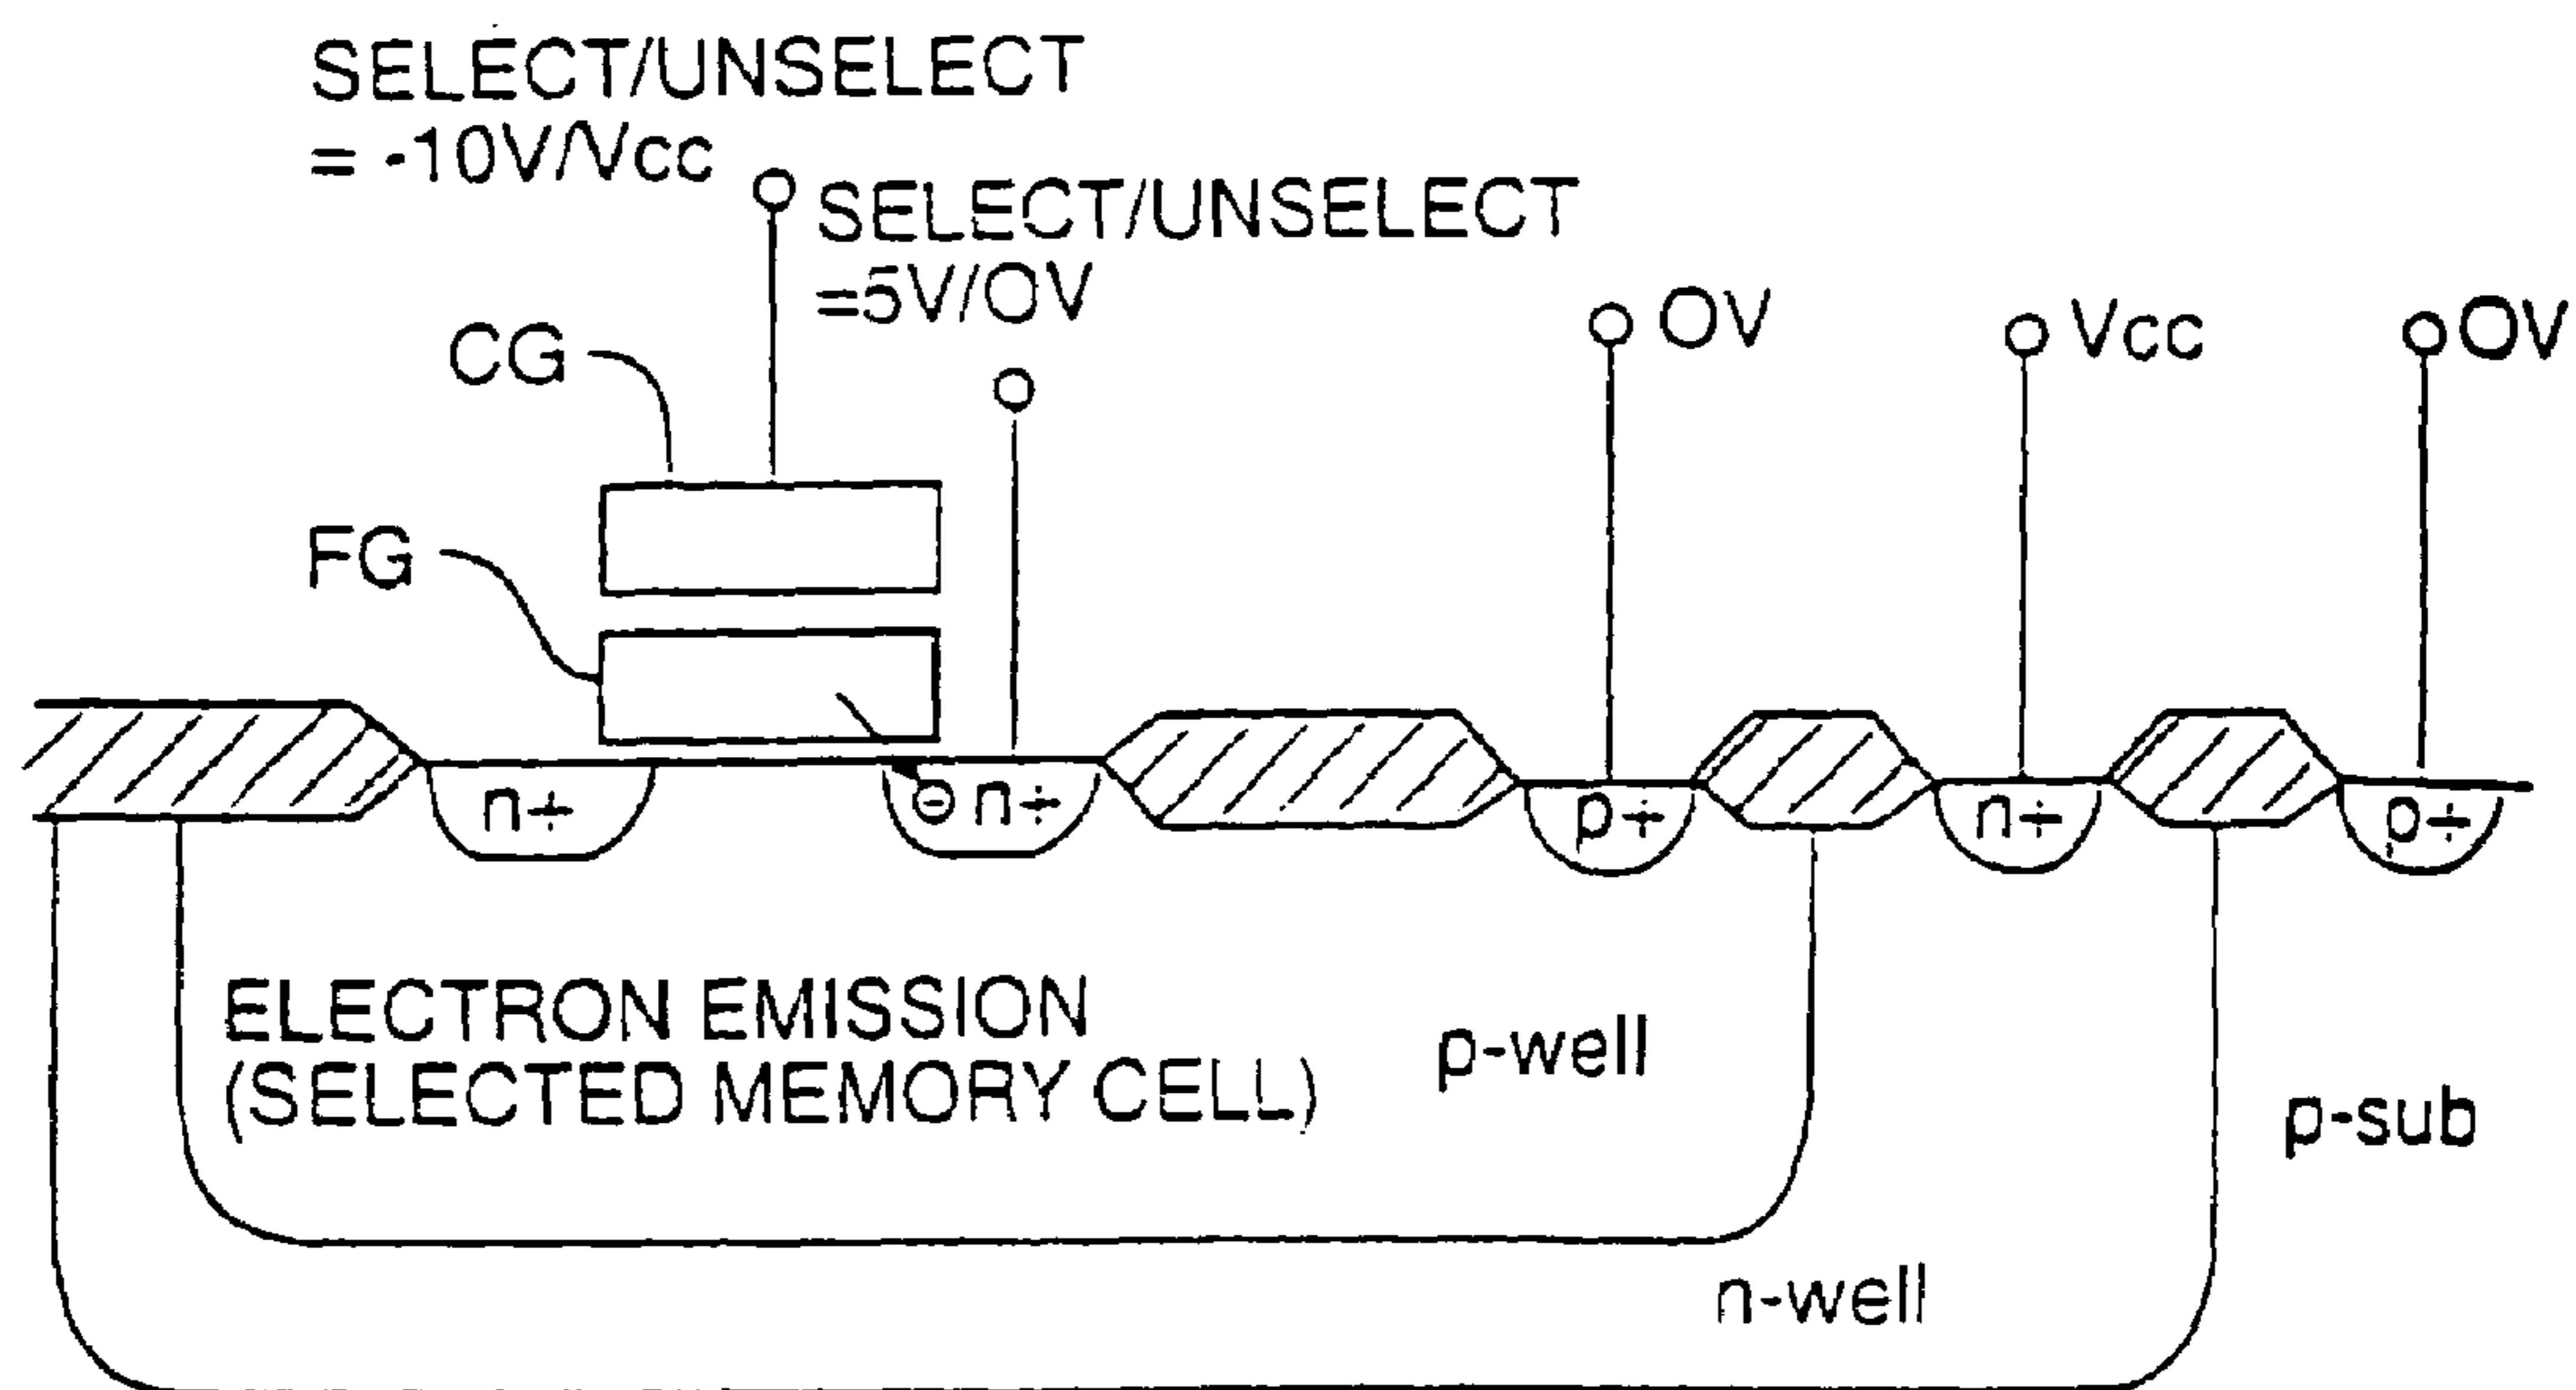 SELECT/UNSELECT
= -10V/Vcc
SELECT/UNSELECT
=5V/0V
CG
0V
Vcc
0V
FG
n+
⊖ n+
p+
n+
p+
ELECTRON EMISSION
(SELECTED MEMORY CELL)
p-well
p-sub
n-well